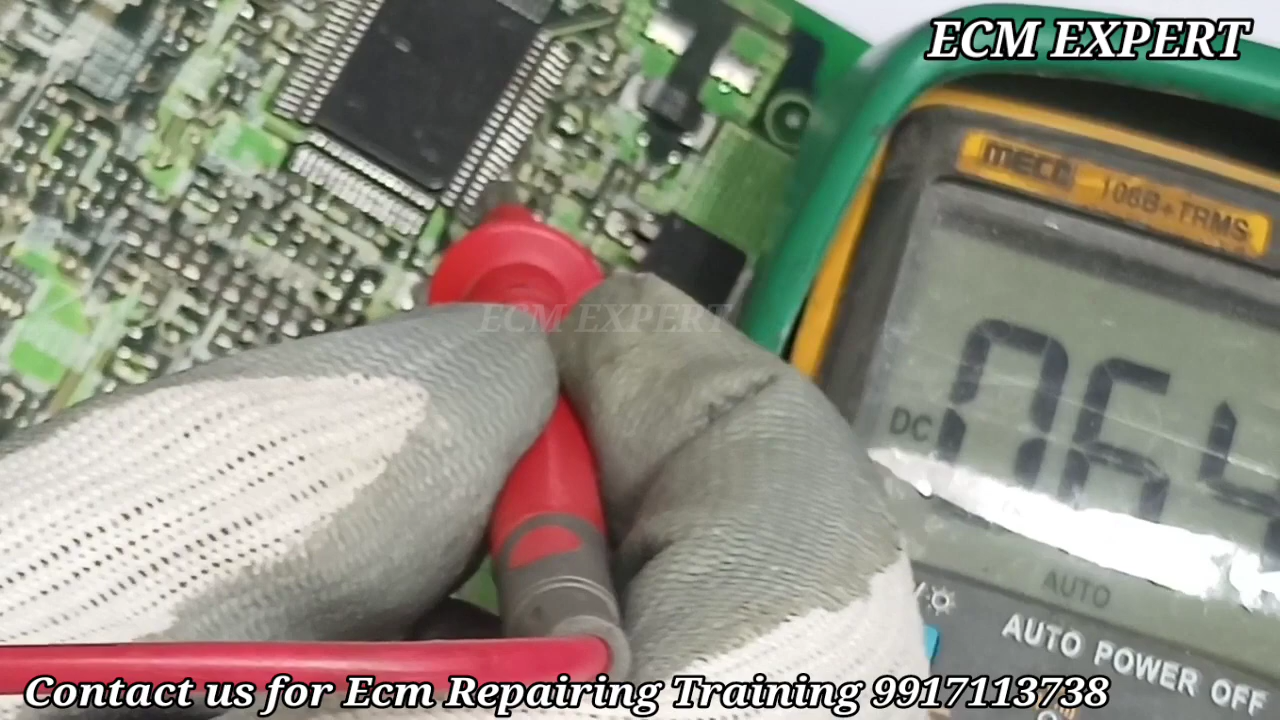 ECM EXPERT
MECO 108B+TRMS
ECM EXPERT
DC
AUTO
AUTO POWER OFF
Contact us for Ecm Repairing Training 9917113738